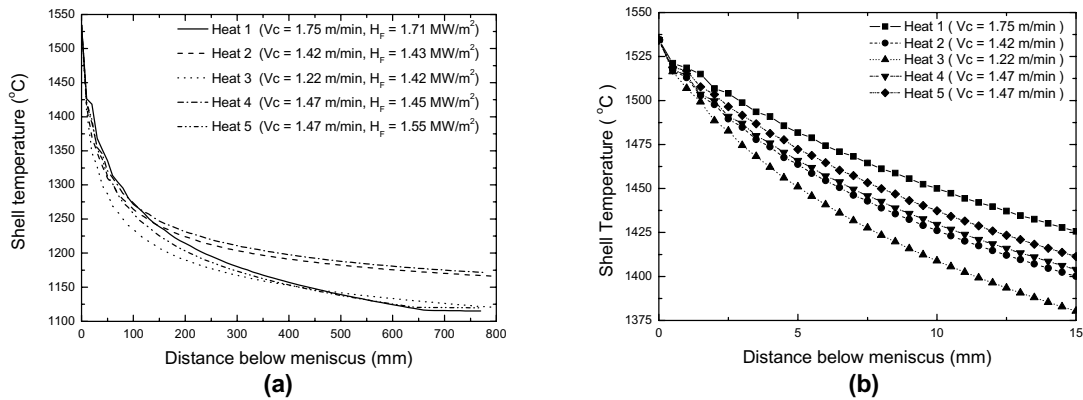 Shell temperature (°C)
1550
1500
1450
1400
1350
1300
1250
1200
1150
1100
Heat 1 (Vc = 1.75 m/min, H_F = 1.71 MW/m²)
Heat 2 (Vc = 1.42 m/min, H_F = 1.43 MW/m²)
Heat 3 (Vc = 1.22 m/min, H_F = 1.42 MW/m²)
Heat 4 (Vc = 1.47 m/min, H_F = 1.45 MW/m²)
Heat 5 (Vc = 1.47 m/min, H_F = 1.55 MW/m²)
0 100 200 300 400 500 600 700 800
Distance below meniscus (mm)
(a)
Shell Temperature ( °C)
1550
1525
1500
1475
1450
1425
1400
1375
Heat 1 ( Vc = 1.75 m/min )
Heat 2 ( Vc = 1.42 m/min )
Heat 3 ( Vc = 1.22 m/min )
Heat 4 ( Vc = 1.47 m/min )
Heat 5 ( Vc = 1.47 m/min )
0 5 10 15
Distance below meniscus (mm)
(b)